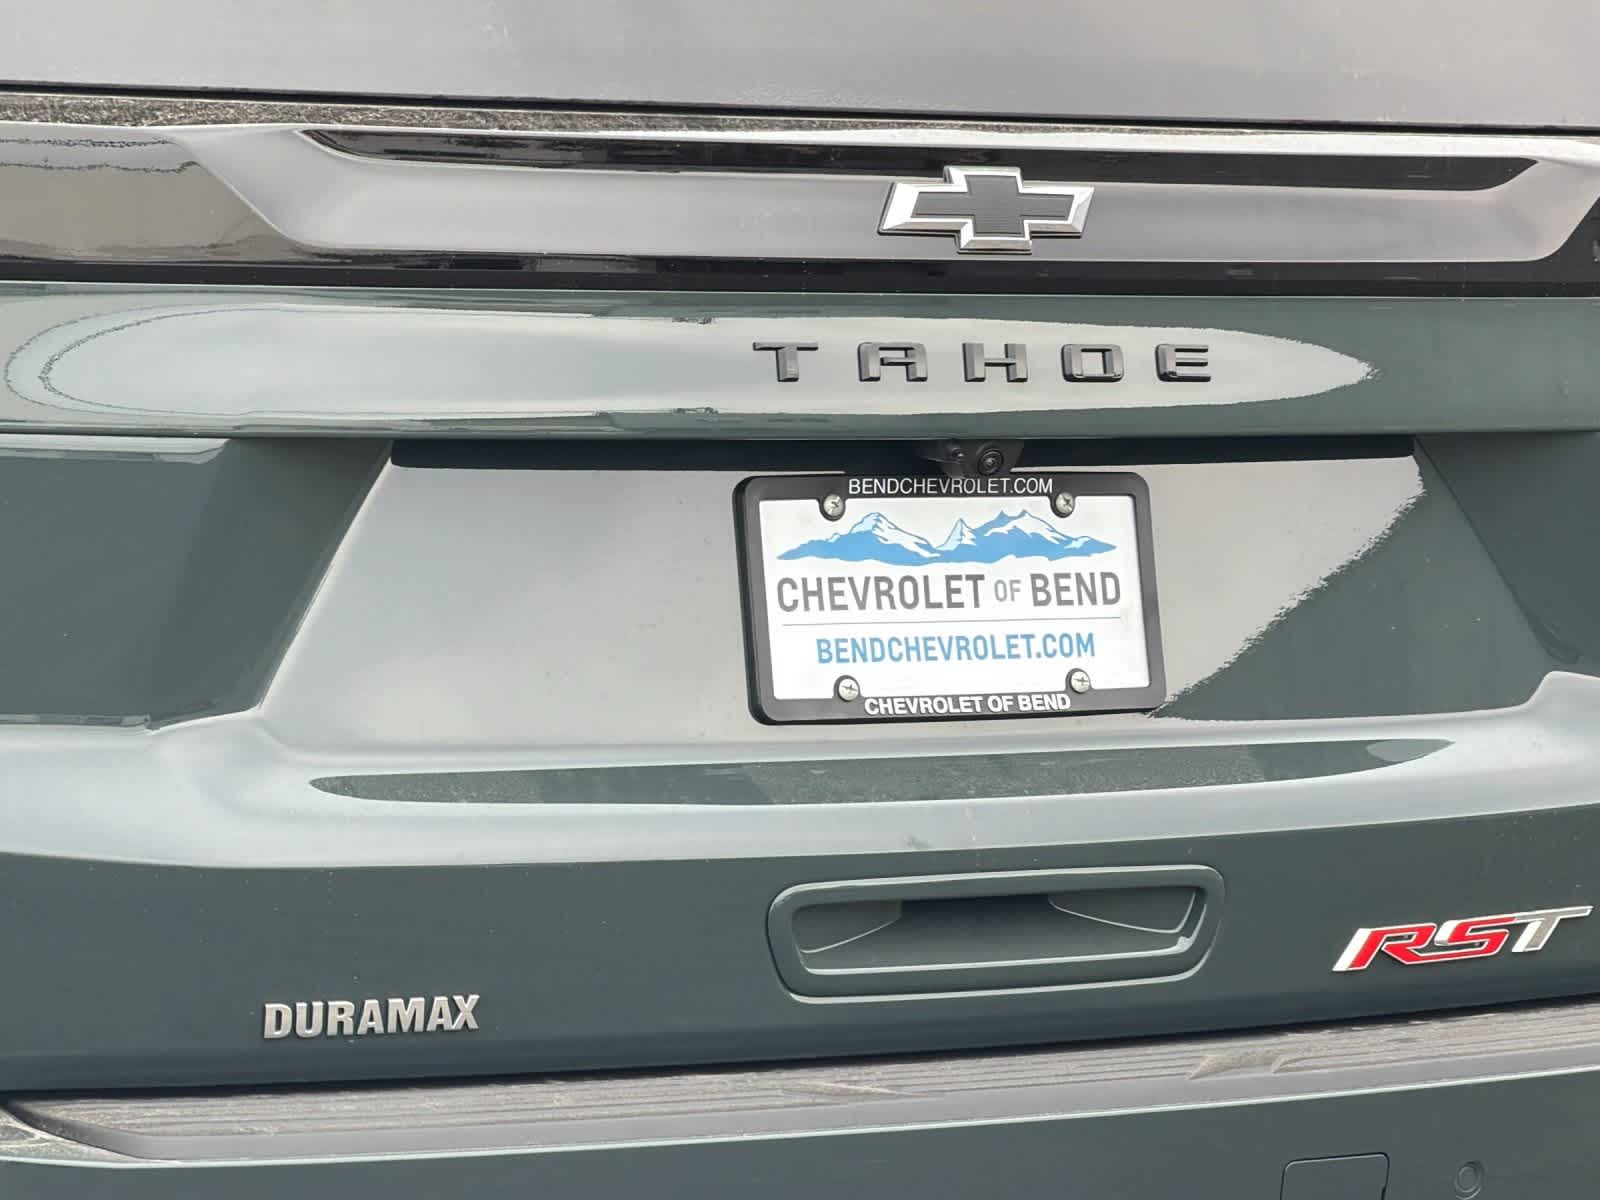 TAHOE
BENDCHEVROLET.COM
CHEVROLET OF BEND
BENDCHEVROLET.COM
CHEVROLET OF BEND
RST
DURAMAX